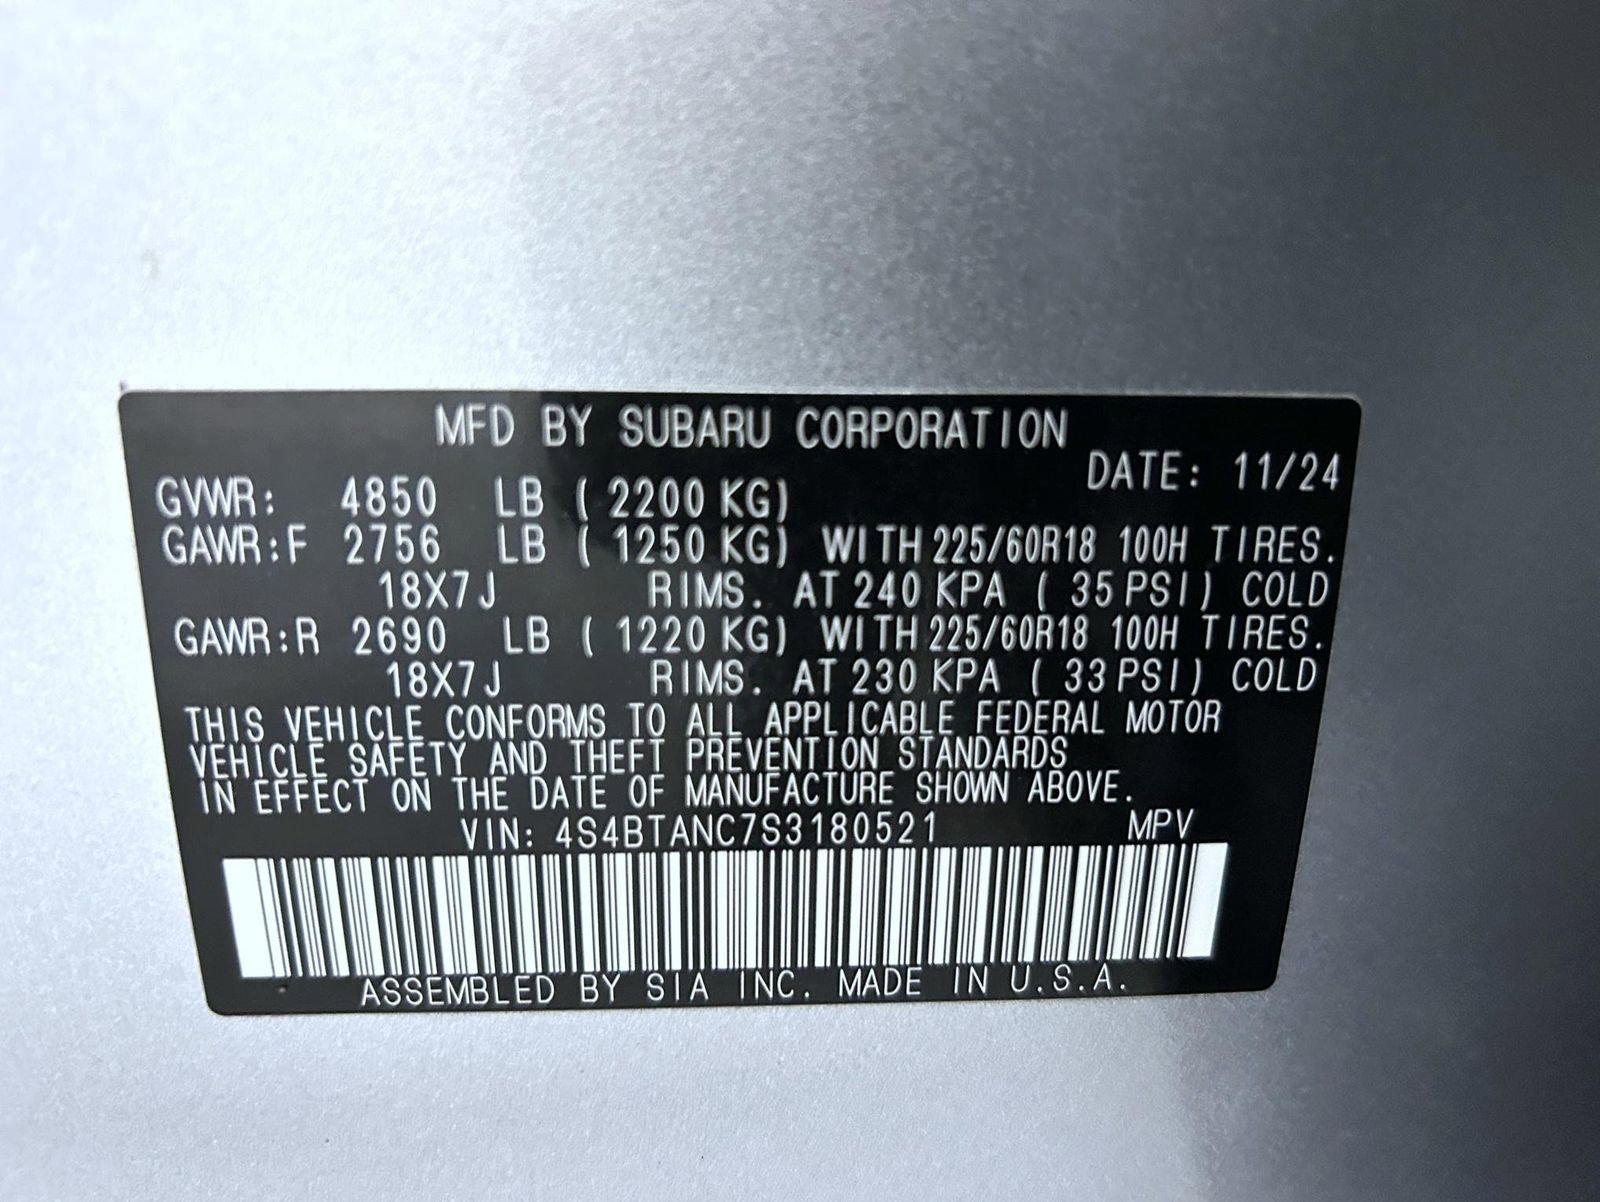 MFD BY SUBARU CORPORATION
DATE: 11/24
GVWR: 4850 LB ( 2200 KG)
GAWR:F 2756 LB ( 1250 KG) WITH 225/60R18 100H TIRES.
18X7J RIMS. AT 240 KPA ( 35 PSI) COLD
GAWR:R 2690 LB ( 1220 KG) WITH 225/60R18 100H TIRES.
18X7J RIMS. AT 230 KPA ( 33 PSI) COLD
THIS VEHICLE CONFORMS TO ALL APPLICABLE FEDERAL MOTOR
VEHICLE SAFETY AND THEFT PREVENTION STANDARDS
IN EFFECT ON THE DATE OF MANUFACTURE SHOWN ABOVE.
VIN: 4S4BTANC7S3180521 MPV
ASSEMBLED BY SIA INC. MADE IN U.S.A.